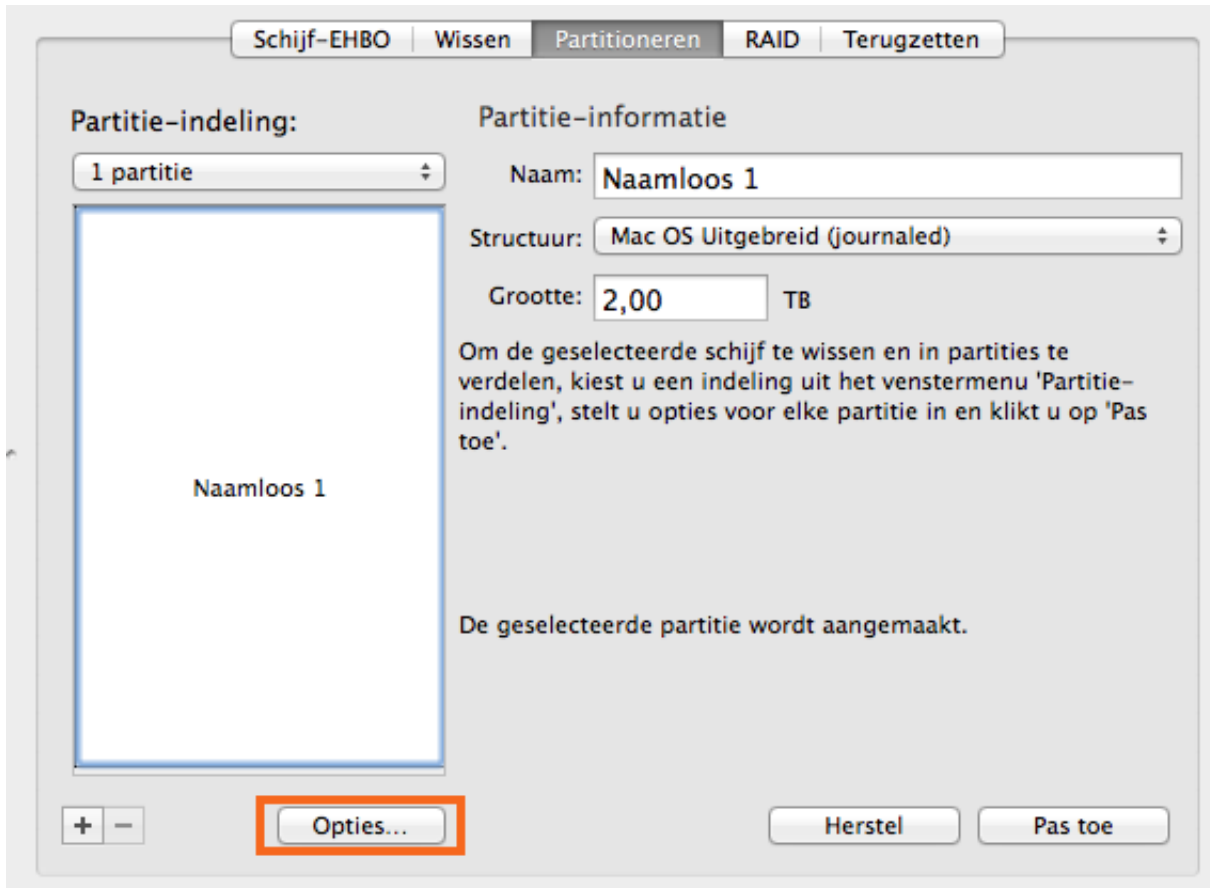 Schijf-EHBO Wissen Partitioneren RAID Terugzetten
Partitie-indeling:
1 partitie
Naamloos 1
Partitie-informatie
Naam: Naamloos 1
Structuur: Mac OS Uitgebreid (journaled)
Grootte: 2,00 TB
Om de geselecteerde schijf te wissen en in partities te
verdelen, kiest u een indeling uit het venstermenu 'Partitie-
indeling', stelt u opties voor elke partitie in en klikt u op 'Pas
toe'.
De geselecteerde partitie wordt aangemaakt.
+ − Opties... Herstel Pas toe